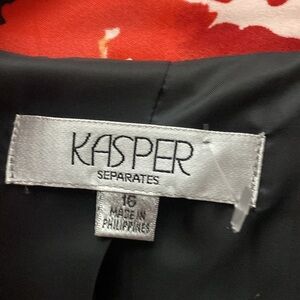 KASPER
SEPARATES
16
MADE IN
PHILIPPINES